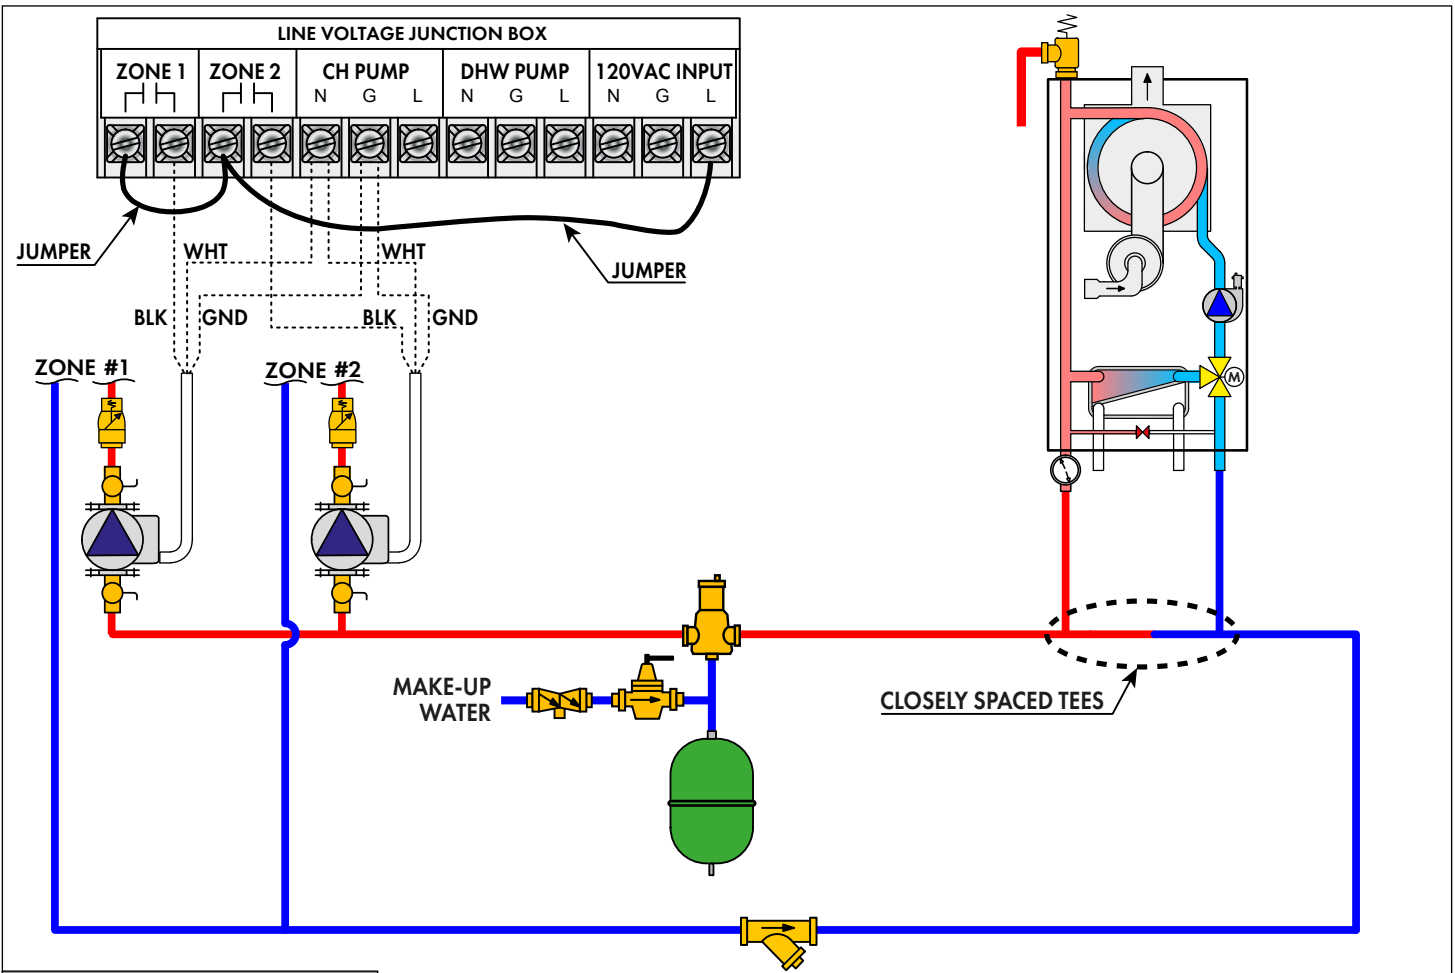 LINE VOLTAGE JUNCTION BOX
ZONE 1 ZONE 2 CH PUMP DHW PUMP 120VAC INPUT
N G L N G L N G L
JUMPER
WHT
WHT
JUMPER
BLK
GND
BLK
GND
ZONE #1
ZONE #2
M
MAKE-UP
WATER
CLOSELY SPACED TEES